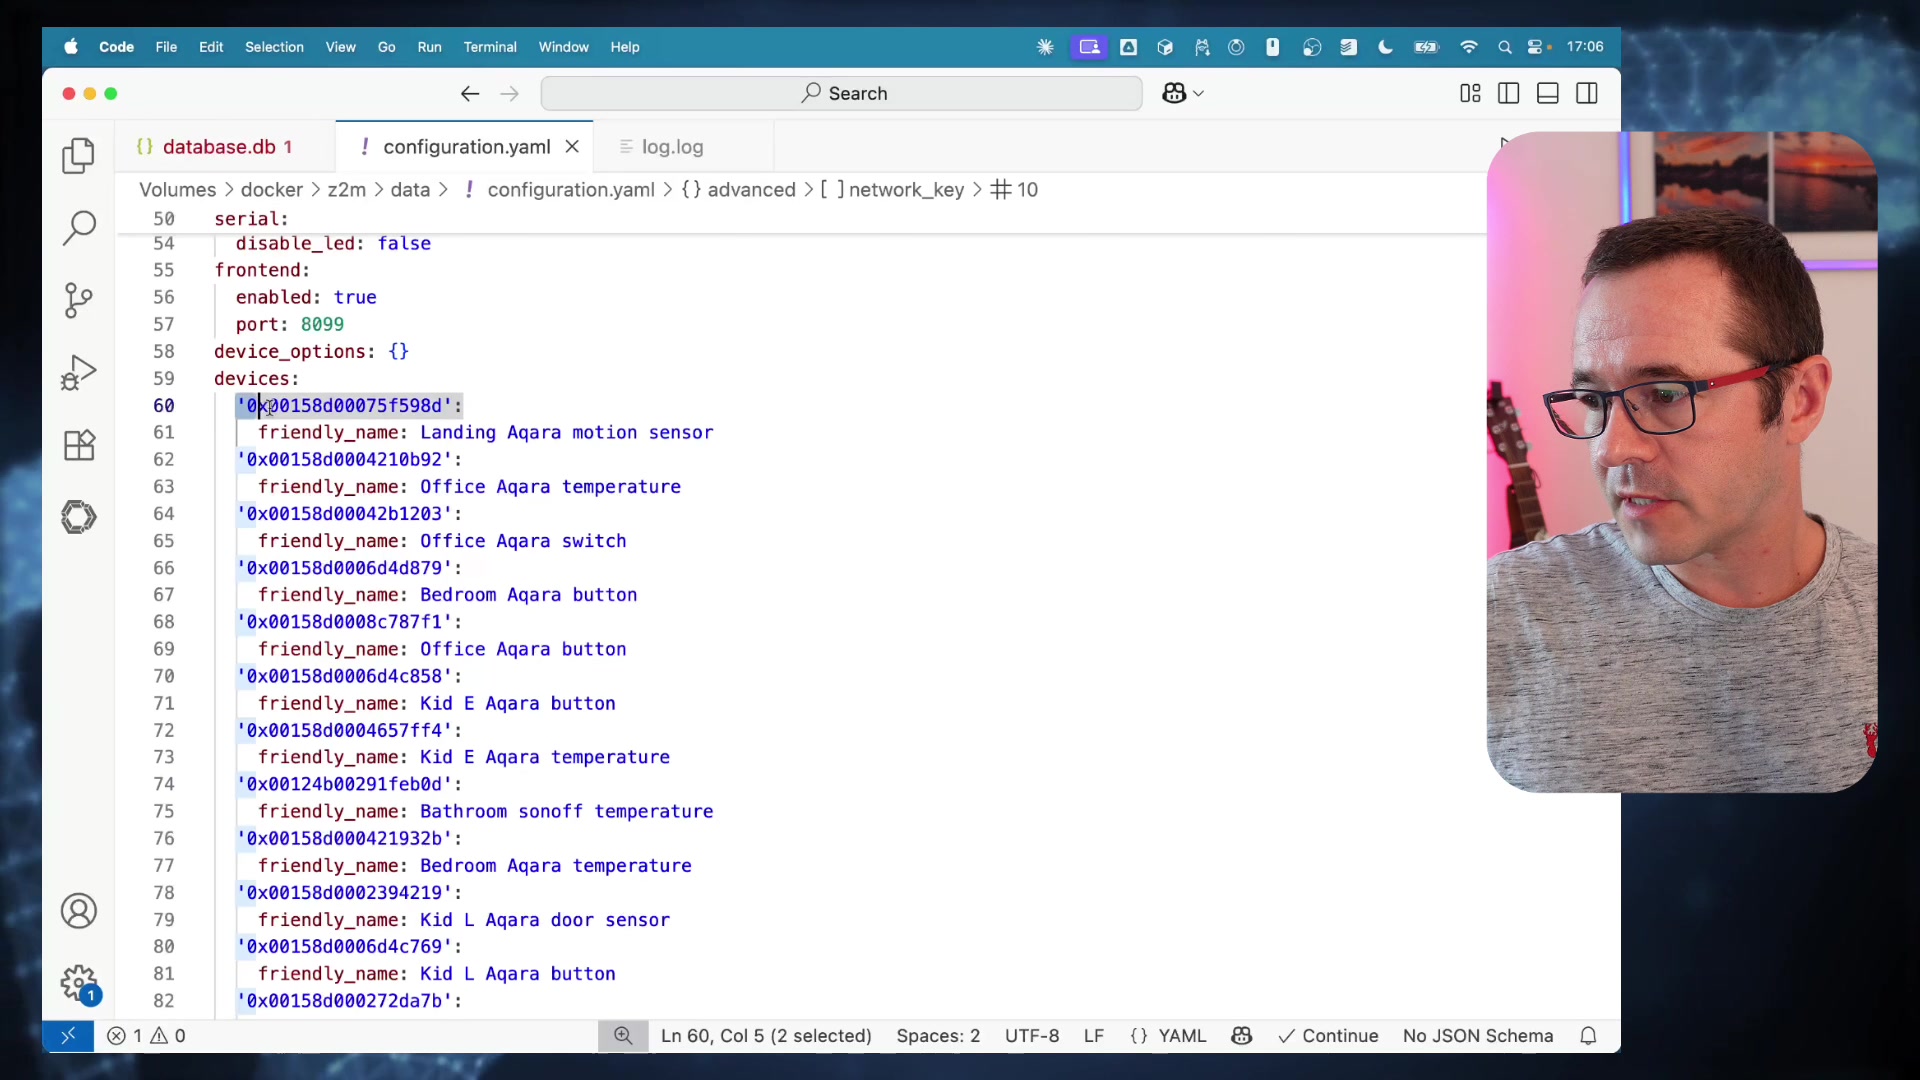 Code File Edit Selection View Go Run Terminal Window Help 17:06
Search
{} database.db 1 ! configuration.yaml log.log
Volumes > docker > z2m > data > ! configuration.yaml > {} advanced > [ ] network_key > # 10
50 serial:
54 disable_led: false
55 frontend:
56 enabled: true
57 port: 8099
58 device_options: {}
59 devices:
60 '0x00158d00075f598d':
61 friendly_name: Landing Aqara motion sensor
62 '0x00158d0004210b92':
63 friendly_name: Office Aqara temperature
64 '0x00158d00042b1203':
65 friendly_name: Office Aqara switch
66 '0x00158d0006d4d879':
67 friendly_name: Bedroom Aqara button
68 '0x00158d0008c787f1':
69 friendly_name: Office Aqara button
70 '0x00158d0006d4c858':
71 friendly_name: Kid E Aqara button
72 '0x00158d0004657ff4':
73 friendly_name: Kid E Aqara temperature
74 '0x00124b00291feb0d':
75 friendly_name: Bathroom sonoff temperature
76 '0x00158d000421932b':
77 friendly_name: Bedroom Aqara temperature
78 '0x00158d0002394219':
79 friendly_name: Kid L Aqara door sensor
80 '0x00158d0006d4c769':
81 friendly_name: Kid L Aqara button
82 '0x00158d000272da7b':
1
1 0 Ln 60, Col 5 (2 selected) Spaces: 2 UTF-8 LF {} YAML Continue No JSON Schema